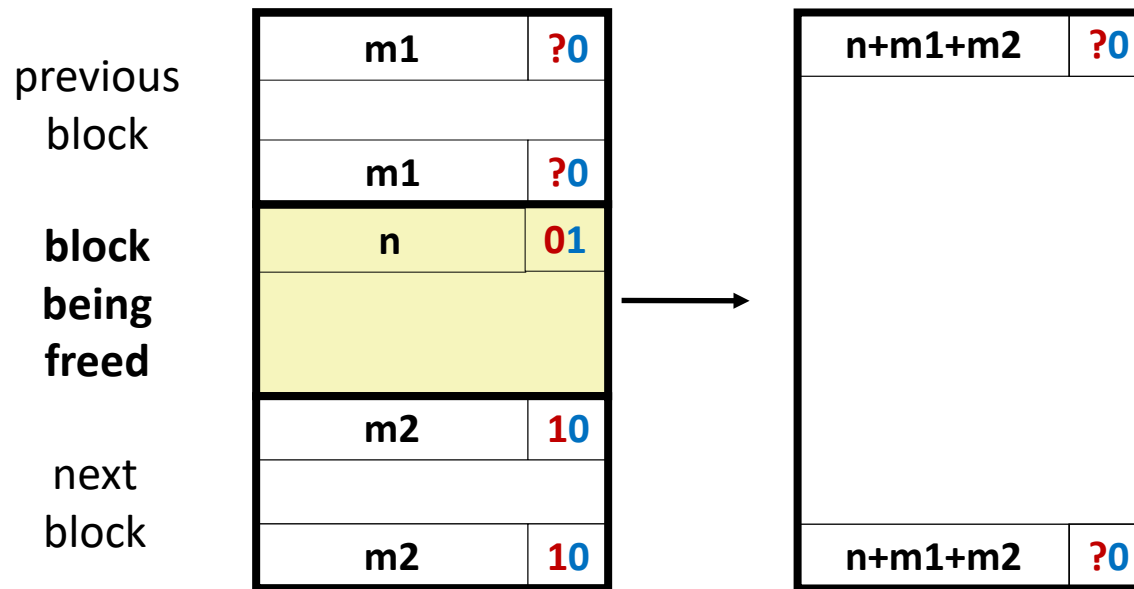 previous
block
m1 ?0
m1 ?0
block
being
freed
n 01
next
block
m2 10
m2 10
n+m1+m2 ?0
n+m1+m2 ?0